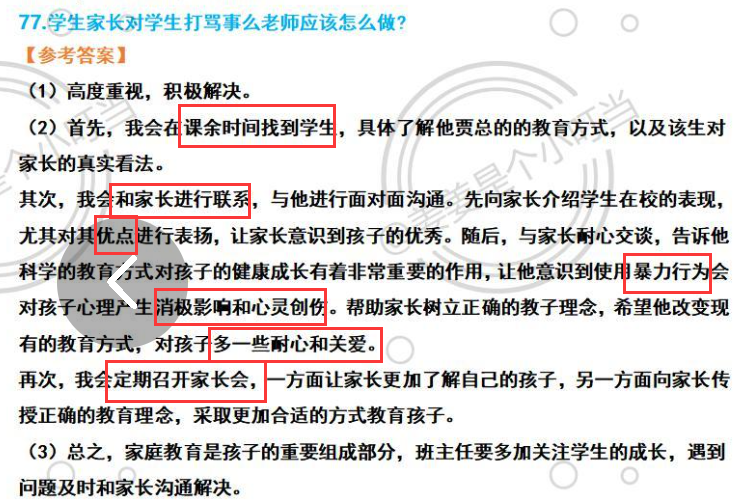 77.学生家长对学生打骂事么老师应该怎么做?
【参考答案】
(1)高度重视，积极解决。
(2)首先，我会在课余时间找到学生，具体了解他贾总的的教育方式，以及该生对
家长的真实看法。
其次，我会和家长进行联系，与他进行面对面沟通。先向家长介绍学生在校的表现，
尤其对其优点进行表扬，让家长意识到孩子的优秀。随后，与家长耐心交谈，告诉他
科学的教育方式对孩子的健康成长有着非常重要的作用，让他意识到使用暴力行为会
对孩子心理产生消极影响和心灵创伤。帮助家长树立正确的教子理念，希望他改变现
有的教育方式，对孩子多一些耐心和关爱。
再次，我会定期召开家长会，一方面让家长更加了解自己的孩子，另一方面向家长传
授正确的教育理念，采取更加合适的方式教育孩子。
(3)总之，家庭教育是孩子的重要组成部分，班主任要多加关注学生的成长，遇到
问题及时和家长沟通解决。
@姜姜是个小叮当